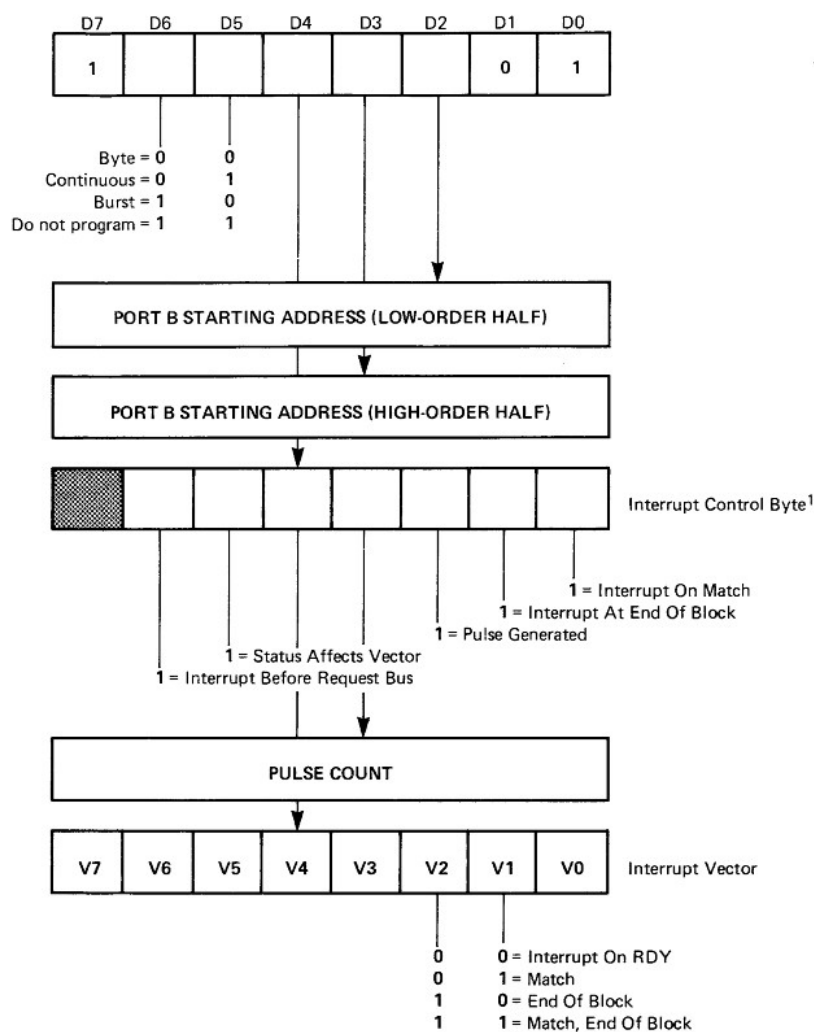 D7 D6 D5 D4 D3 D2 D1 D0
1 0 1
Byte = 0 0
Continuous = 0 1
Burst = 1 0
Do not program = 1 1
PORT B STARTING ADDRESS (LOW-ORDER HALF)
PORT B STARTING ADDRESS (HIGH-ORDER HALF)
Interrupt Control Byte1
1 = Interrupt On Match
1 = Interrupt At End Of Block
1 = Pulse Generated
1 = Status Affects Vector
1 = Interrupt Before Request Bus
PULSE COUNT
V7 V6 V5 V4 V3 V2 V1 V0 Interrupt Vector
0 0 = Interrupt On RDY
0 1 = Match
1 0 = End Of Block
1 1 = Match, End Of Block